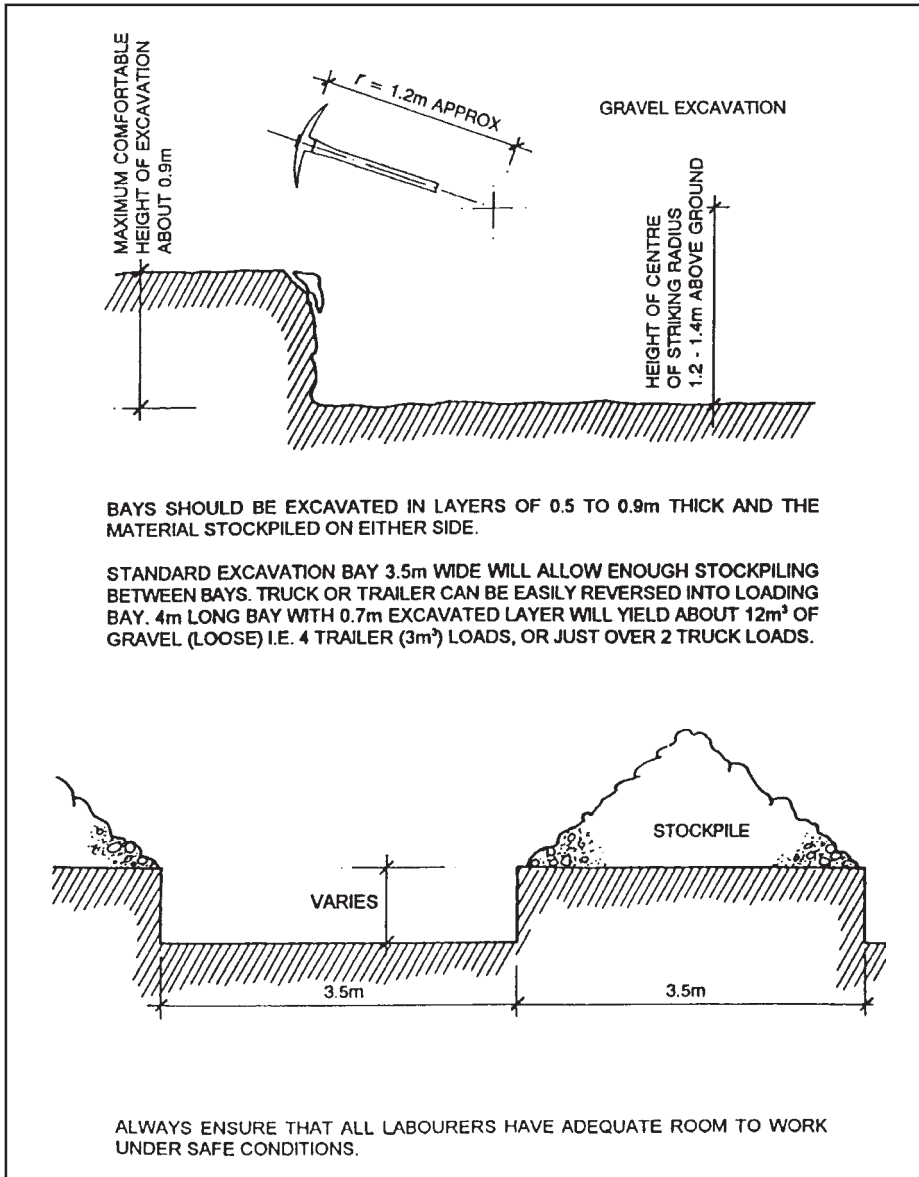 MAXIMUM COMFORTABLE
HEIGHT OF EXCAVATION
ABOUT 0.9m
r = 1.2m APPROX
GRAVEL EXCAVATION
HEIGHT OF CENTRE
OF STRIKING RADIUS
1.2 - 1.4m ABOVE GROUND
BAYS SHOULD BE EXCAVATED IN LAYERS OF 0.5 TO 0.9m THICK AND THE
MATERIAL STOCKPILED ON EITHER SIDE.
STANDARD EXCAVATION BAY 3.5m WIDE WILL ALLOW ENOUGH STOCKPILING
BETWEEN BAYS. TRUCK OR TRAILER CAN BE EASILY REVERSED INTO LOADING
BAY. 4m LONG BAY WITH 0.7m EXCAVATED LAYER WILL YIELD ABOUT 12m³ OF
GRAVEL (LOOSE) I.E. 4 TRAILER (3m³) LOADS, OR JUST OVER 2 TRUCK LOADS.
STOCKPILE
VARIES
3.5m
3.5m
ALWAYS ENSURE THAT ALL LABOURERS HAVE ADEQUATE ROOM TO WORK
UNDER SAFE CONDITIONS.